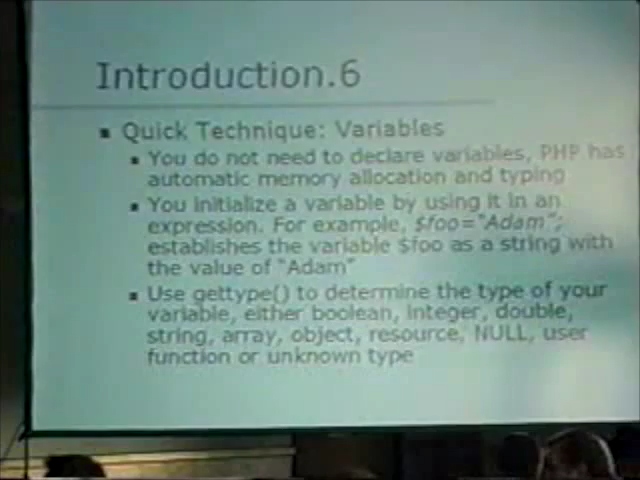 Introduction.6
Quick Technique: Variables
You do not need to declare variables, PHP has
automatic memory allocation and typing
You initialize a variable by using it in an
expression. For example, $foo="Adam";
establishes the variable $foo as a string with
the value of "Adam"
Use gettype() to determine the type of your
variable, either boolean, integer, double,
string, array, object, resource, NULL, user
function or unknown type